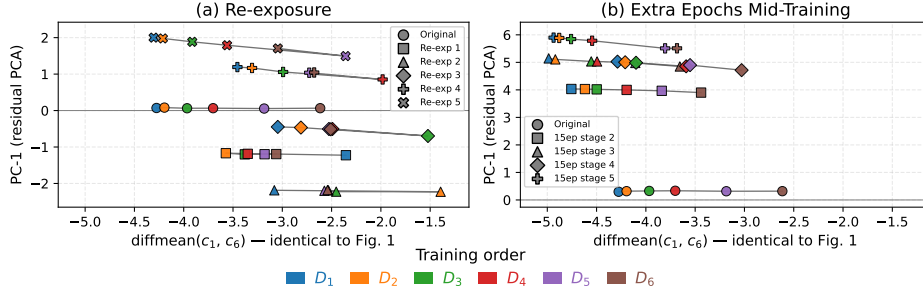 (a) Re-exposure
PC-1 (residual PCA)
2
1
0
−1
−2
Original
Re-exp 1
Re-exp 2
Re-exp 3
Re-exp 4
Re-exp 5
−5.0 −4.5 −4.0 −3.5 −3.0 −2.5 −2.0 −1.5
diffmean(c₁, c₆) — identical to Fig. 1
(b) Extra Epochs Mid-Training
PC-1 (residual PCA)
6
5
4
3
2
1
0
Original
15ep stage 2
15ep stage 3
15ep stage 4
15ep stage 5
−5.0 −4.5 −4.0 −3.5 −3.0 −2.5 −2.0 −1.5
diffmean(c₁, c₆) — identical to Fig. 1
Training order
D₁ D₂ D₃ D₄ D₅ D₆